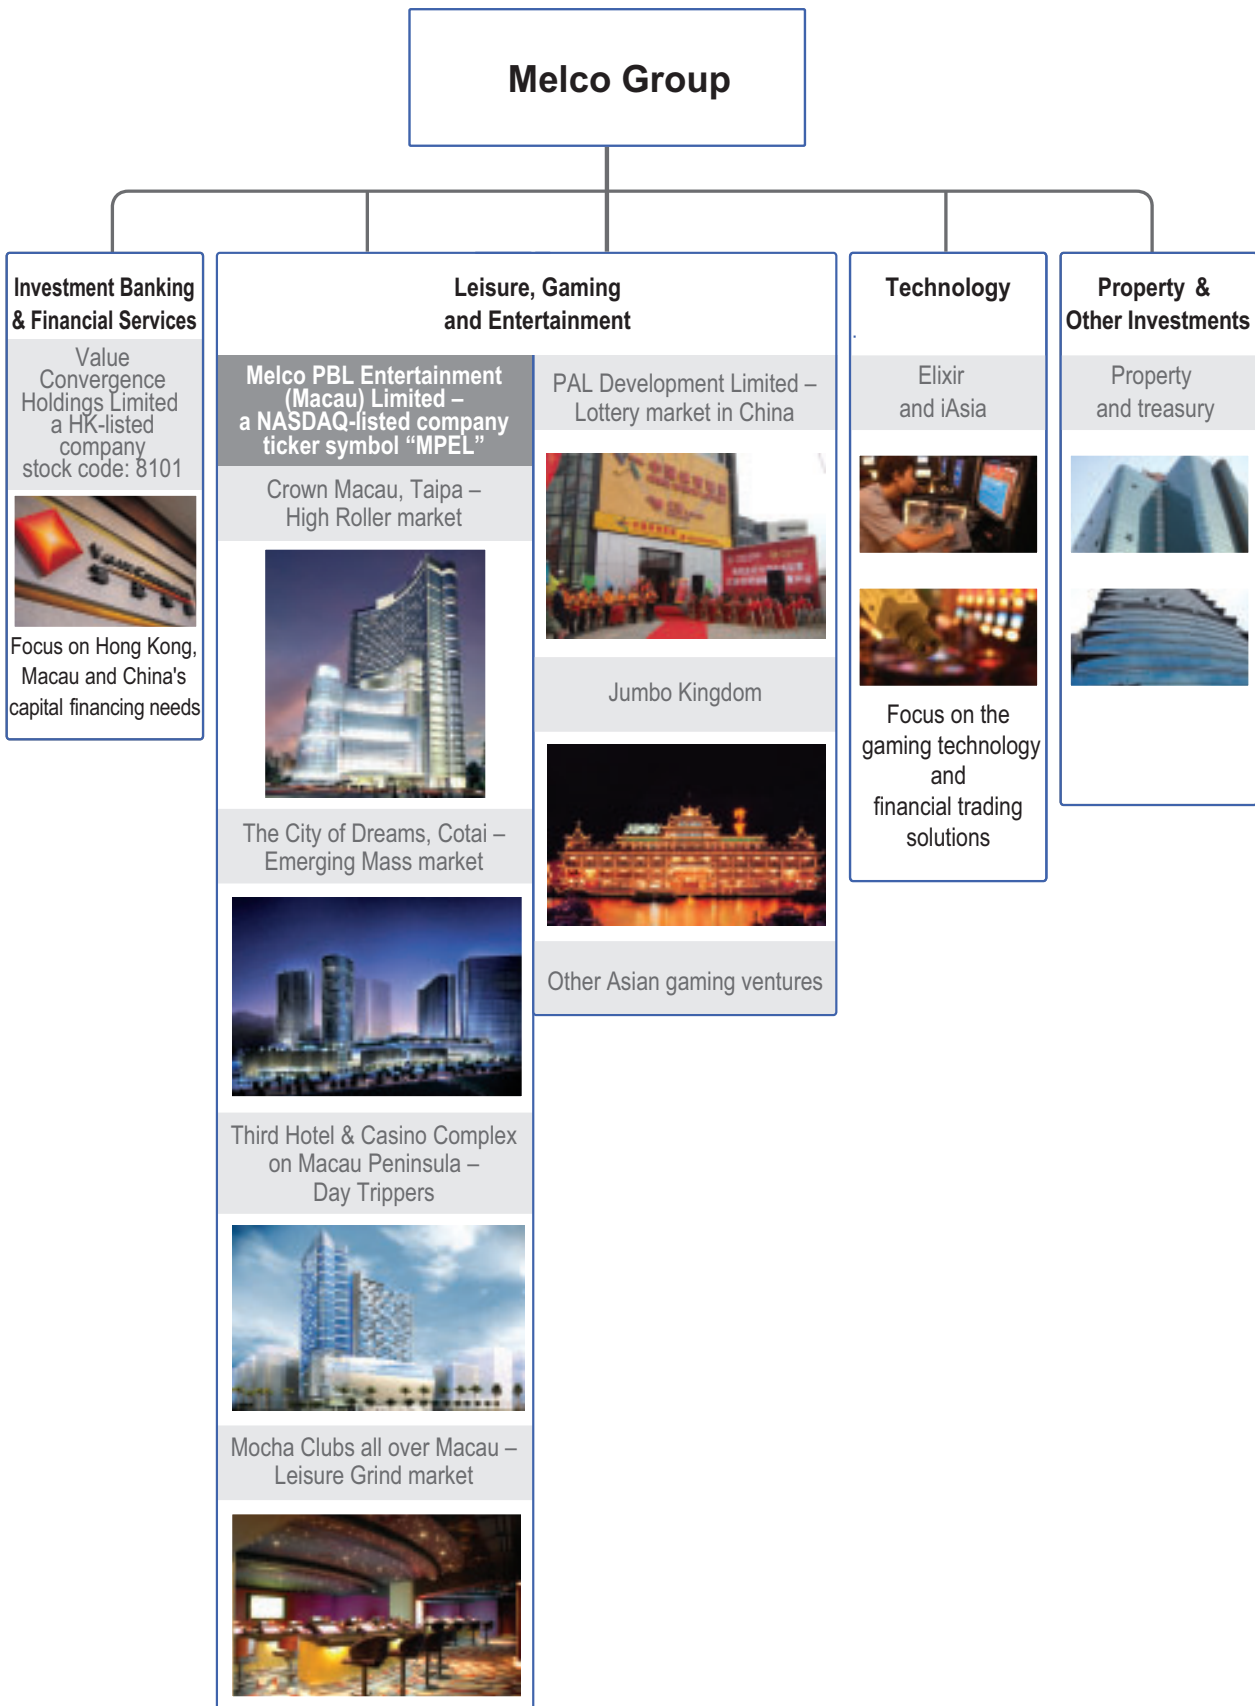 Melco Group
Investment Banking
& Financial Services
Value
Convergence
Holdings Limited
a HK-listed
company
stock code: 8101
Focus on Hong Kong,
Macau and China's
capital financing needs
Leisure, Gaming
and Entertainment
Melco PBL Entertainment
(Macau) Limited –
a NASDAQ-listed company
ticker symbol “MPEL”
Crown Macau, Taipa –
High Roller market
The City of Dreams, Cotai –
Emerging Mass market
Third Hotel & Casino Complex
on Macau Peninsula –
Day Trippers
Mocha Clubs all over Macau –
Leisure Grind market
PAL Development Limited –
Lottery market in China
Jumbo Kingdom
JUMBO
Other Asian gaming ventures
Technology
Elixir
and iAsia
Focus on the
gaming technology
and
financial trading
solutions
Property &
Other Investments
Property
and treasury